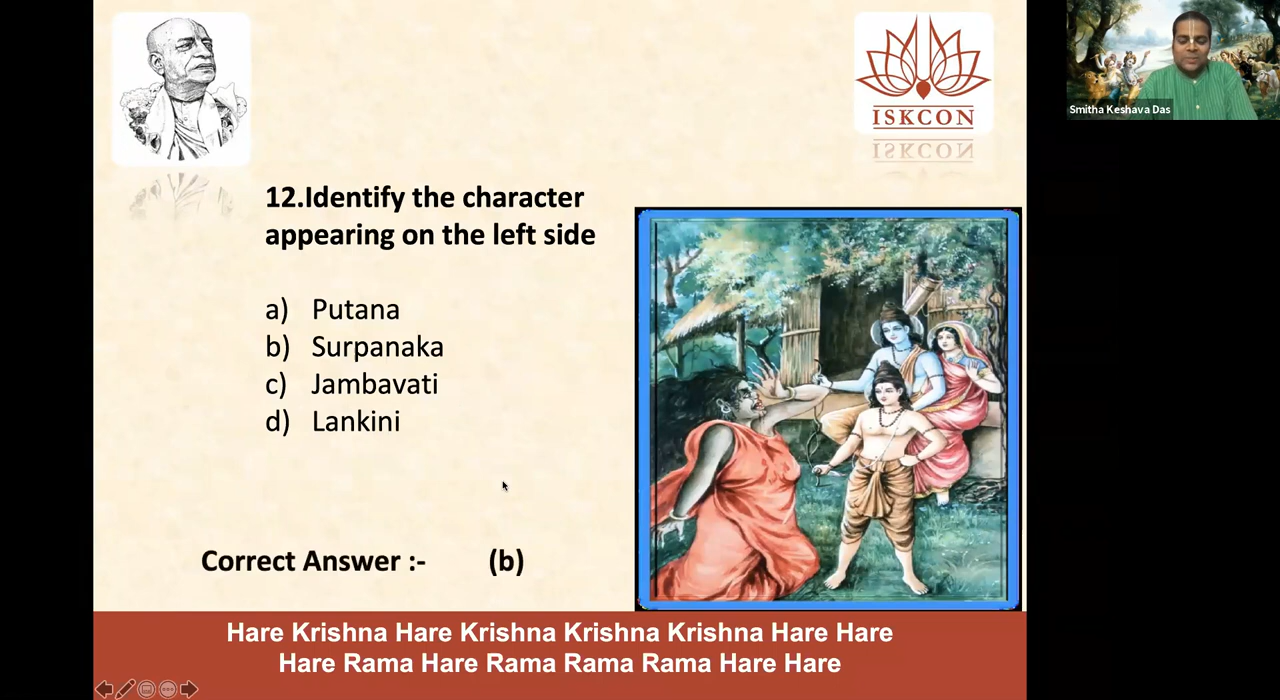 ISKCON
Smitha Keshava Das
12.Identify the character
appearing on the left side
a) Putana
b) Surpanaka
c) Jambavati
d) Lankini
Correct Answer :- (b)
Hare Krishna Hare Krishna Krishna Krishna Hare Hare
Hare Rama Hare Rama Rama Rama Hare Hare